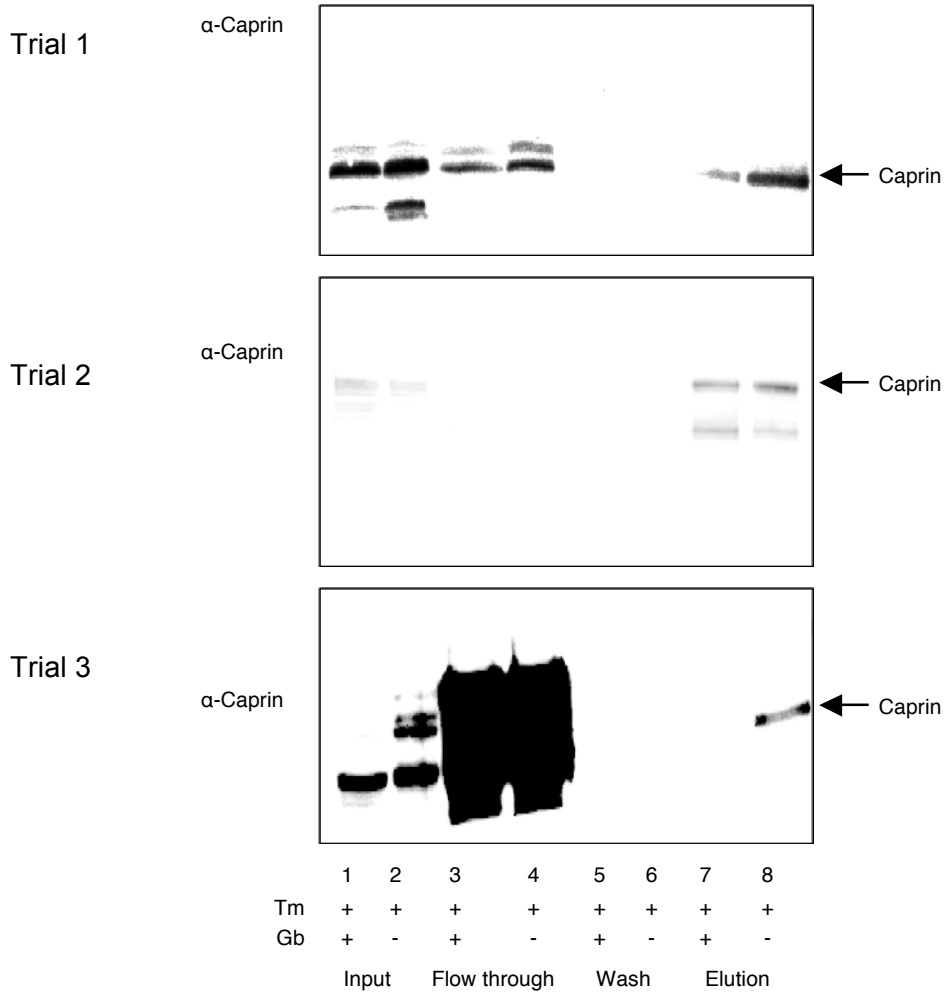 Trial 1
α-Caprin
Caprin
Trial 2
α-Caprin
Caprin
Trial 3
α-Caprin
Caprin
1 2 3 4 5 6 7 8
Tm + + + + + + + +
Gb + - + - + - + -
Input Flow through Wash Elution